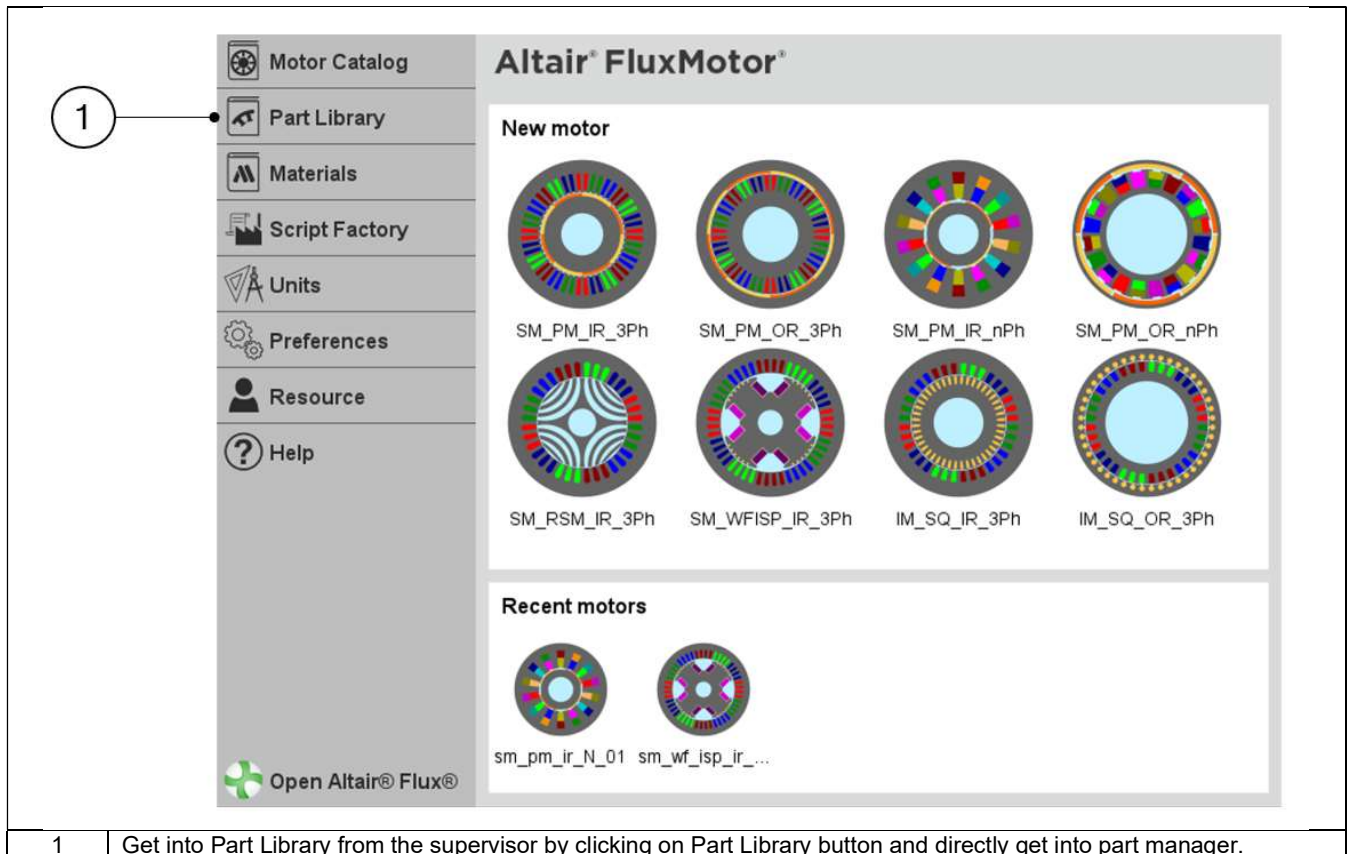 Motor Catalog
Altair® FluxMotor®
1
Part Library
New motor
Materials
Script Factory
Units
SM_PM_IR_3Ph SM_PM_OR_3Ph SM_PM_IR_nPh SM_PM_OR_nPh
Preferences
Resource
Help
SM_RSM_IR_3Ph SM_WFISP_IR_3Ph IM_SQ_IR_3Ph IM_SQ_OR_3Ph
Recent motors
sm_pm_ir_N_01 sm_wf_isp_ir_...
Open Altair® Flux®
1 Get into Part Library from the supervisor by clicking on Part Library button and directly get into part manager.